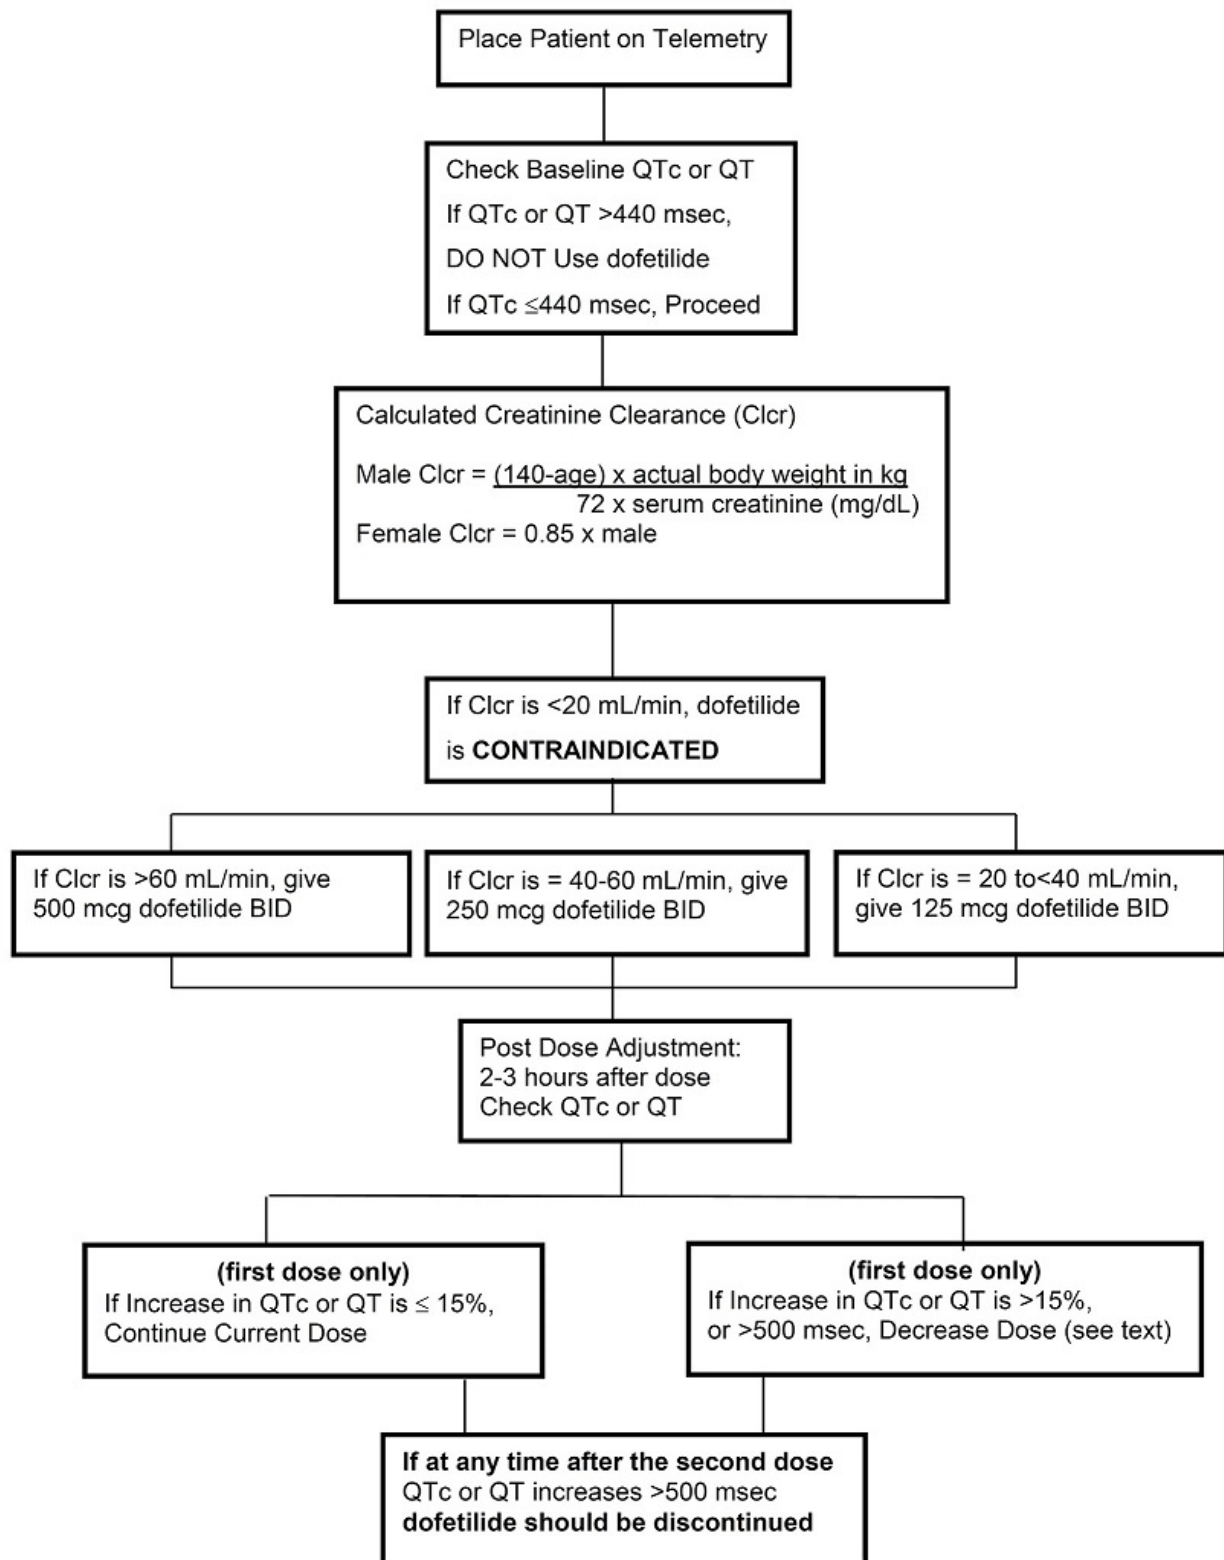 Place Patient on Telemetry
Check Baseline QTc or QT
If QTc or QT >440 msec,
DO NOT Use dofetilide
If QTc ≤440 msec, Proceed
Calculated Creatinine Clearance (Clcr)
Male Clcr = (140-age) x actual body weight in kg
72 x serum creatinine (mg/dL)
Female Clcr = 0.85 x male
If Clcr is <20 mL/min, dofetilide
is CONTRAINDICATED
If Clcr is >60 mL/min, give
500 mcg dofetilide BID
If Clcr is = 40-60 mL/min, give
250 mcg dofetilide BID
If Clcr is = 20 to<40 mL/min,
give 125 mcg dofetilide BID
Post Dose Adjustment:
2-3 hours after dose
Check QTc or QT
(first dose only)
If Increase in QTc or QT is ≤ 15%,
Continue Current Dose
(first dose only)
If Increase in QTc or QT is >15%,
or >500 msec, Decrease Dose (see text)
If at any time after the second dose
QTc or QT increases >500 msec
dofetilide should be discontinued